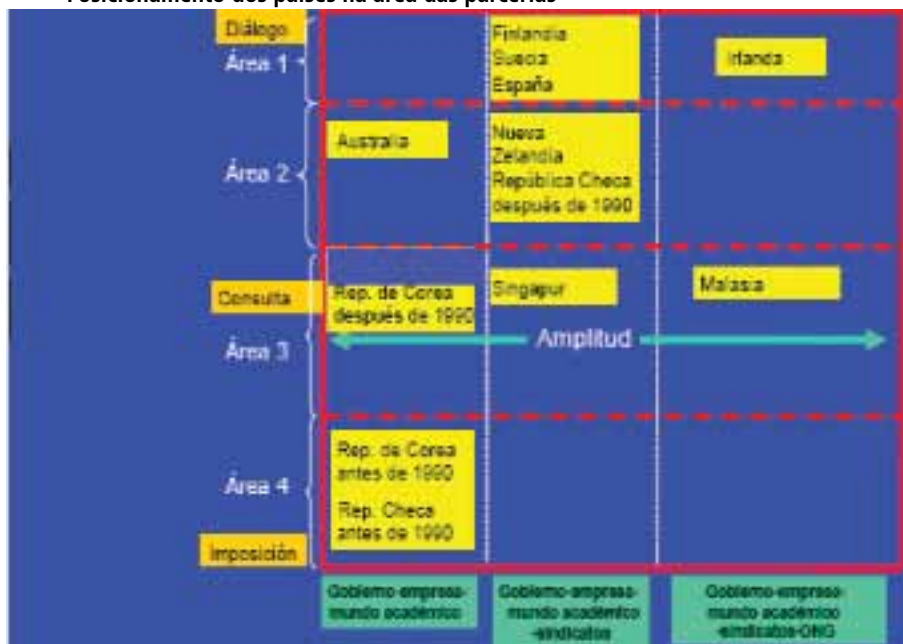 Posicionamento dos países na área das parcerias
Diálogo
Área 1
Finlandia
Suecia
España
Irlanda
Área 2
Australia
Nueva
Zelandia
República Checa
después de 1990
Consulta
Rep. de Corea
después de 1990
Singapur
Malasia
Amplitud
Área 3
Área 4
Rep. de Corea
antes de 1990
Rep. Checa
antes de 1990
Imposición
Gobierno-empresa-
mundo académico
Gobierno-empresa-
mundo académico
-sindicatos
Gobierno-empresa-
mundo académico
-sindicatos-ONG